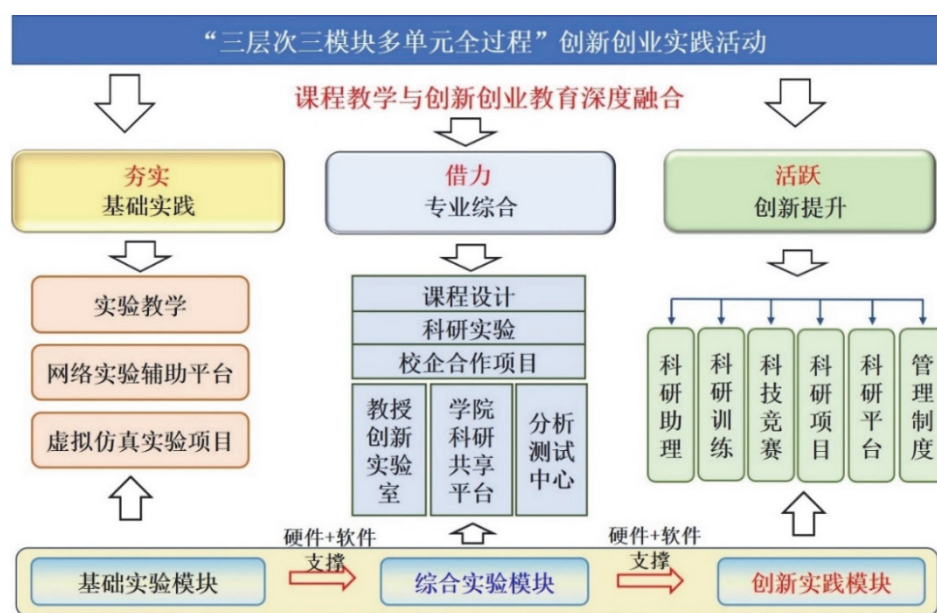 “三层次三模块多单元全过程”创新创业实践活动
课程教学与创新创业教育深度融合
夯实
基础实践
借力
专业综合
活跃
创新提升
实验教学
网络实验辅助平台
虚拟仿真实验项目
课程设计
科研实验
校企合作项目
教授
创新
实验
室
学院
科研
共享
平台
分析
测试
中心
科研助理
科研训练
科技竞赛
科研项目
科研平台
管理制度
硬件+软件
支撑
硬件+软件
支撑
基础实验模块
综合实验模块
创新实践模块